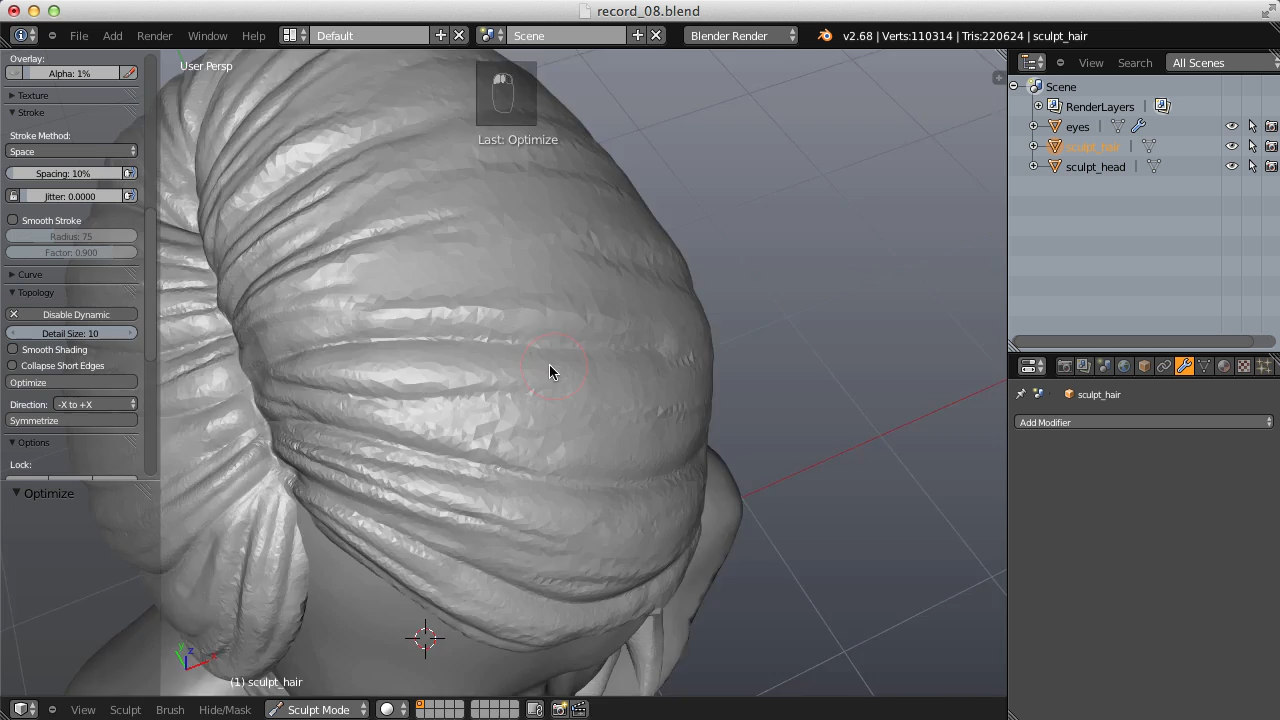 record_08.blend
File Add Render Window Help Default Scene Blender Render v2.68 | Verts:110314 | Tris:220624 | sculpt_hair
Overlay:
Alpha: 1%
Texture
Stroke
Stroke Method:
Space
Spacing: 10%
Jitter: 0.0000
Smooth Stroke
Radius: 75
Factor: 0.900
Curve
Topology
Disable Dynamic
Detail Size: 10
Smooth Shading
Collapse Short Edges
Optimize
Direction: -X to +X
Symmetrize
Options
Lock:
Optimize
User Persp
Last: Optimize
(1) sculpt_hair
View Sculpt Brush Hide/Mask Sculpt Mode
View Search All Scenes
Scene
RenderLayers
eyes
sculpt_hair
sculpt_head
sculpt_hair
Add Modifier